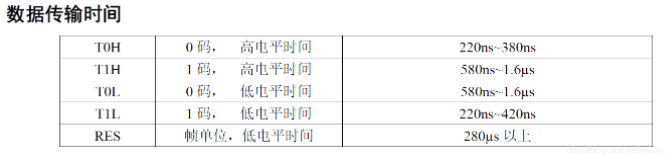 数据传输时间
T0H 0 码， 高电平时间 220ns~380ns
T1H 1 码， 高电平时间 580ns~1.6μs
T0L 0 码， 低电平时间 580ns~1.6μs
T1L 1 码， 低电平时间 220ns~420ns
RES 帧单位，低电平时间 280μs 以上